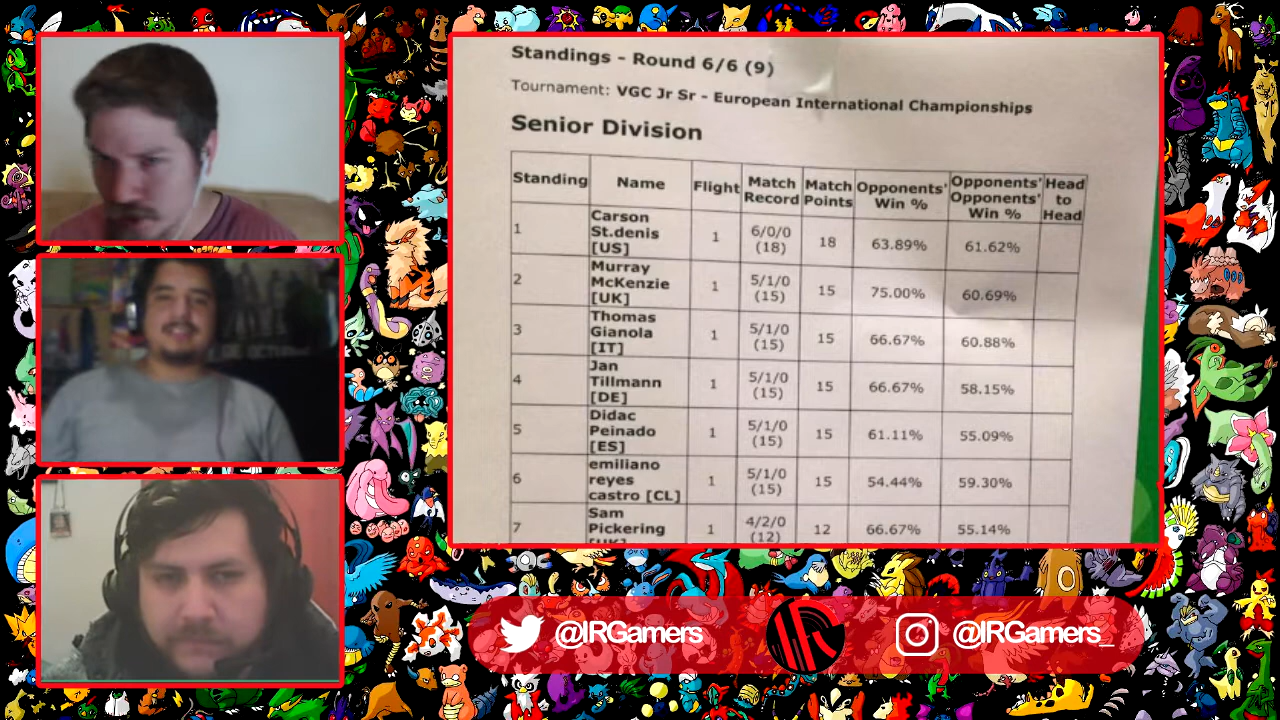 Standings - Round 6/6 (9)
Tournament: VGC Jr Sr - European International Championships
Senior Division
Standing Name Flight Match Record Match Points Opponents' Win % Opponents' Opponents' Win % Head to Head
1 Carson St.denis [US] 1 6/0/0 (18) 18 63.89% 61.62%
2 Murray McKenzie [UK] 1 5/1/0 (15) 15 75.00% 60.69%
3 Thomas Gianola [IT] 1 5/1/0 (15) 15 66.67% 60.88%
4 Jan Tillmann [DE] 1 5/1/0 (15) 15 66.67% 58.15%
5 Didac Peinado [ES] 1 5/1/0 (15) 15 61.11% 55.09%
6 emiliano reyes castro [CL] 1 5/1/0 (15) 15 54.44% 59.30%
7 Sam Pickering [UK] 1 4/2/0 (12) 12 66.67% 55.14%
@IRGamers
@IRGamers_